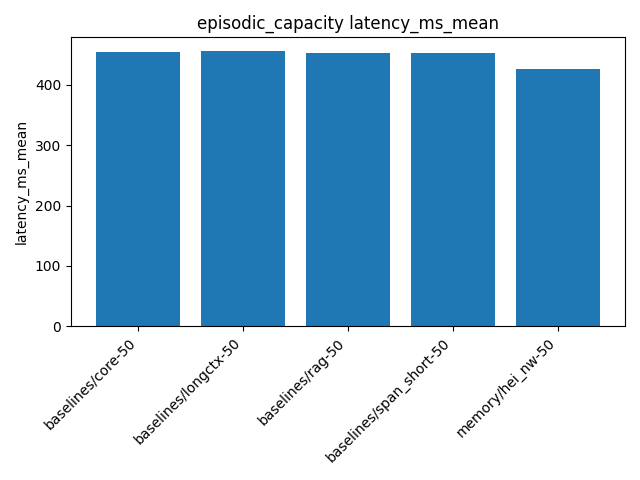 episodic_capacity latency_ms_mean
latency_ms_mean
400
300
200
100
0
baselines/core-50
baselines/longctx-50
baselines/rag-50
baselines/span_short-50
memory/hei_nw-50